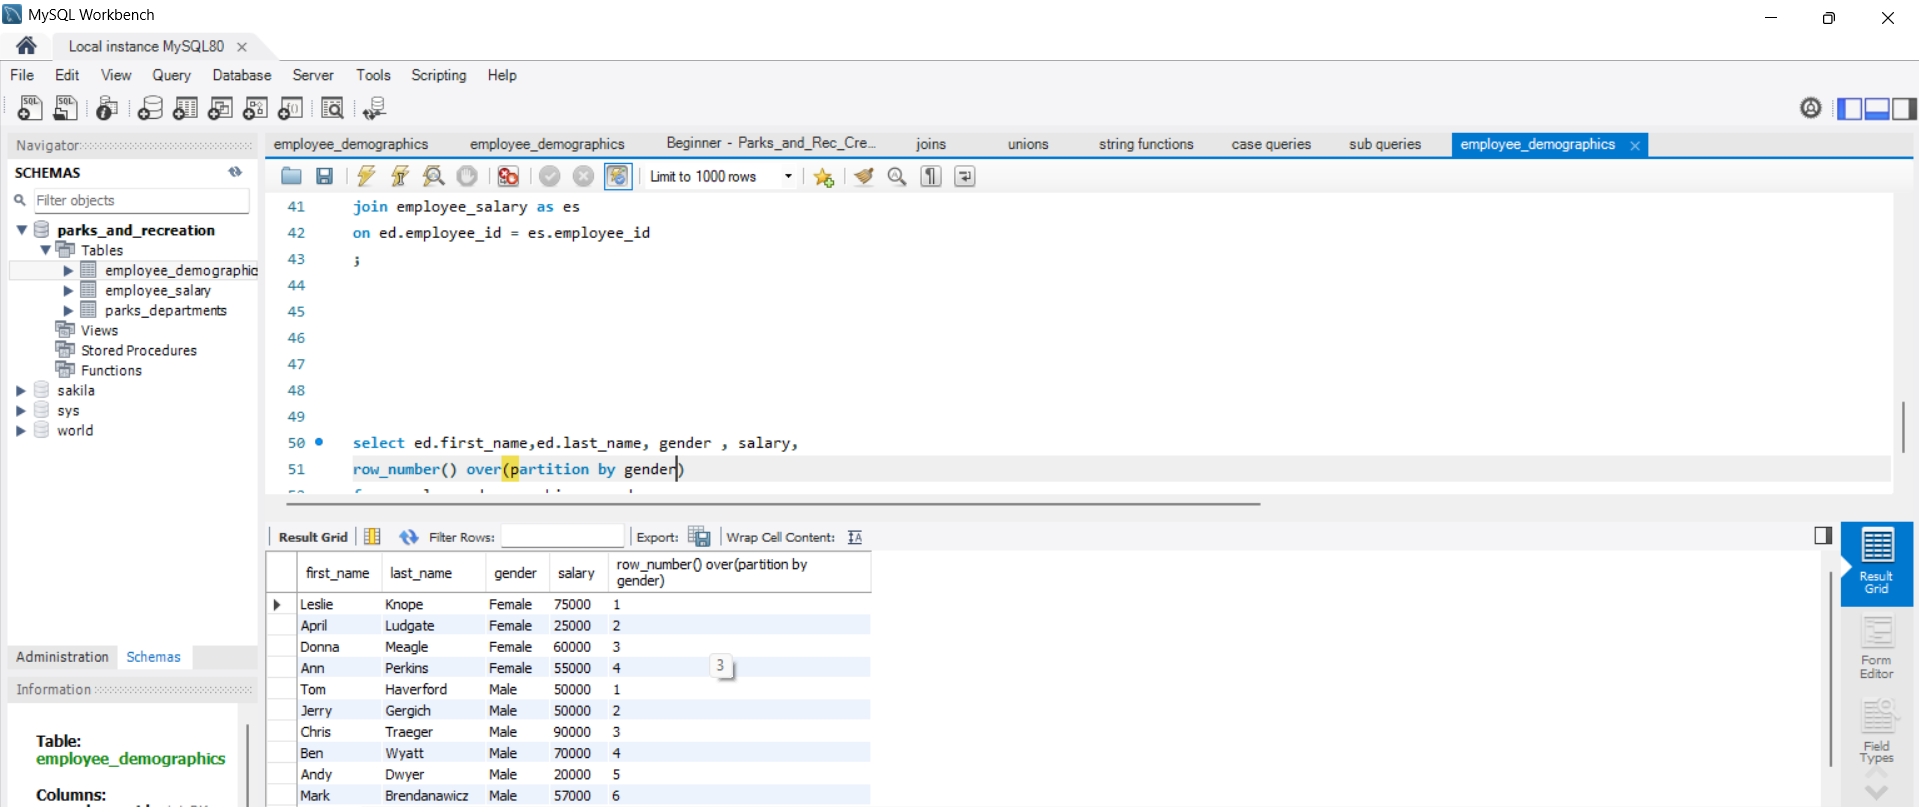 MySQL Workbench
Local instance MySQL80
File Edit View Query Database Server Tools Scripting Help
Navigator
employee_demographics employee_demographics Beginner - Parks_and_Rec_Cre... joins unions string functions case queries sub queries employee_demographics
SCHEMAS
Filter objects
parks_and_recreation
Tables
employee_demographic
employee_salary
parks_departments
Views
Stored Procedures
Functions
sakila
sys
world
Administration Schemas
Information
Table:
employee_demographics
Columns:
Limit to 1000 rows
41 join employee_salary as es
42 on ed.employee_id = es.employee_id
43 ;
44
45
46
47
48
49
50 select ed.first_name,ed.last_name, gender , salary,
51 row_number() over(partition by gender)
Result Grid Filter Rows: Export: Wrap Cell Content:
first_name last_name gender salary row_number() over(partition by
gender)
Leslie Knope Female 75000 1
April Ludgate Female 25000 2
Donna Meagle Female 60000 3
Ann Perkins Female 55000 4
3
Tom Haverford Male 50000 1
Jerry Gergich Male 50000 2
Chris Traeger Male 90000 3
Ben Wyatt Male 70000 4
Andy Dwyer Male 20000 5
Mark Brendanawicz Male 57000 6
Result
Grid
Form
Editor
Field
Types